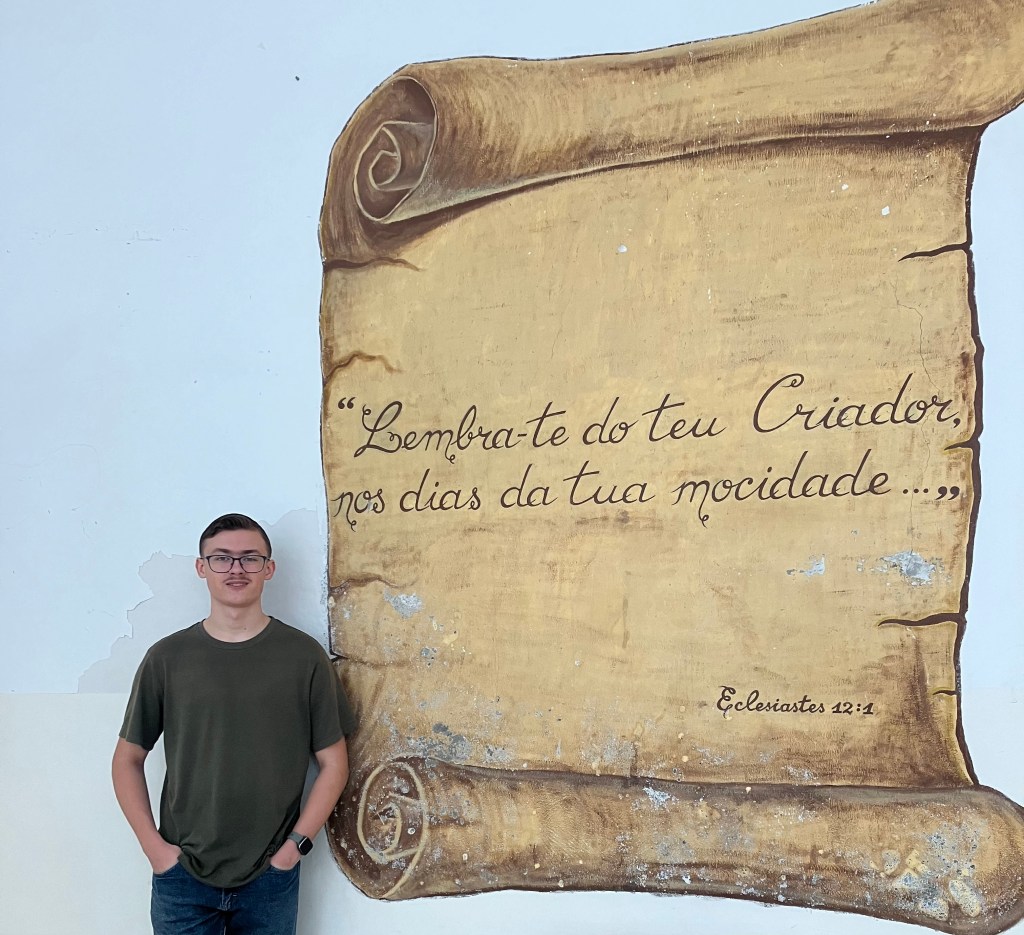 “Lembra-te do teu Criador,
nos dias da tua mocidade...„
Eclesiastes 12:1